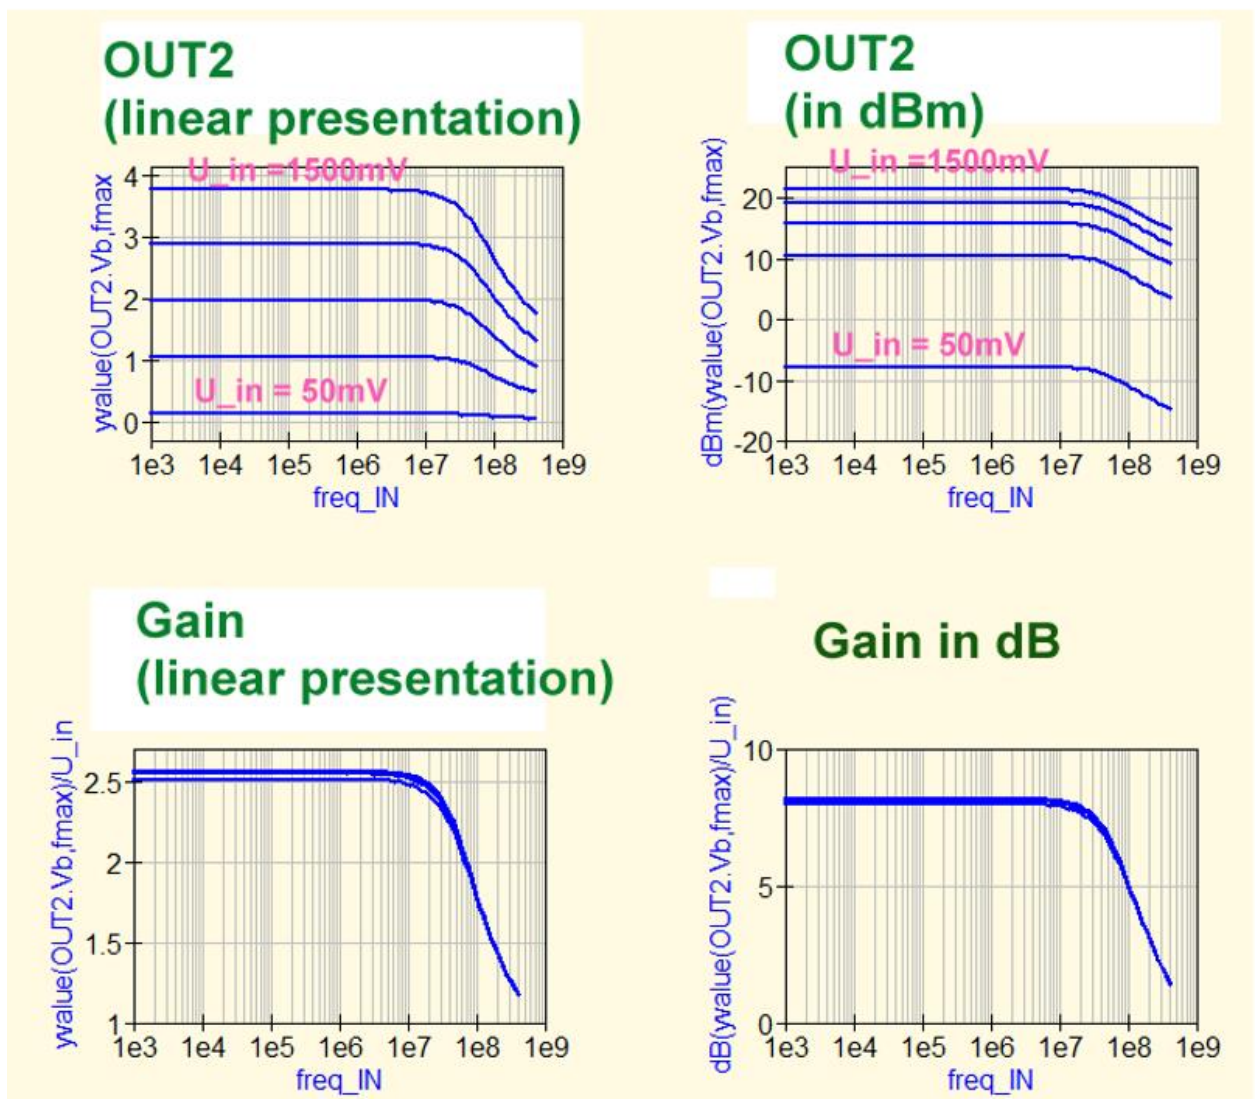 OUT2
(linear presentation)
U_in =1500mV
yvalue(OUT2.Vb,fmax)
4
3
2
1
0
U_in = 50mV
1e3 1e4 1e5 1e6 1e7 1e8 1e9
freq_IN
OUT2
(in dBm)
U_in =1500mV
dBm(yvalue(OUT2.Vb,fmax)
20
10
0
-10
-20
U_in = 50mV
1e3 1e4 1e5 1e6 1e7 1e8 1e9
freq_IN
Gain
(linear presentation)
yvalue(OUT2.Vb,fmax)/U_in
2.5
2
1.5
1
1e3 1e4 1e5 1e6 1e7 1e8 1e9
freq_IN
Gain in dB
dB(yvalue(OUT2.Vb,fmax)/U_in)
10
5
0
1e3 1e4 1e5 1e6 1e7 1e8 1e9
freq_IN